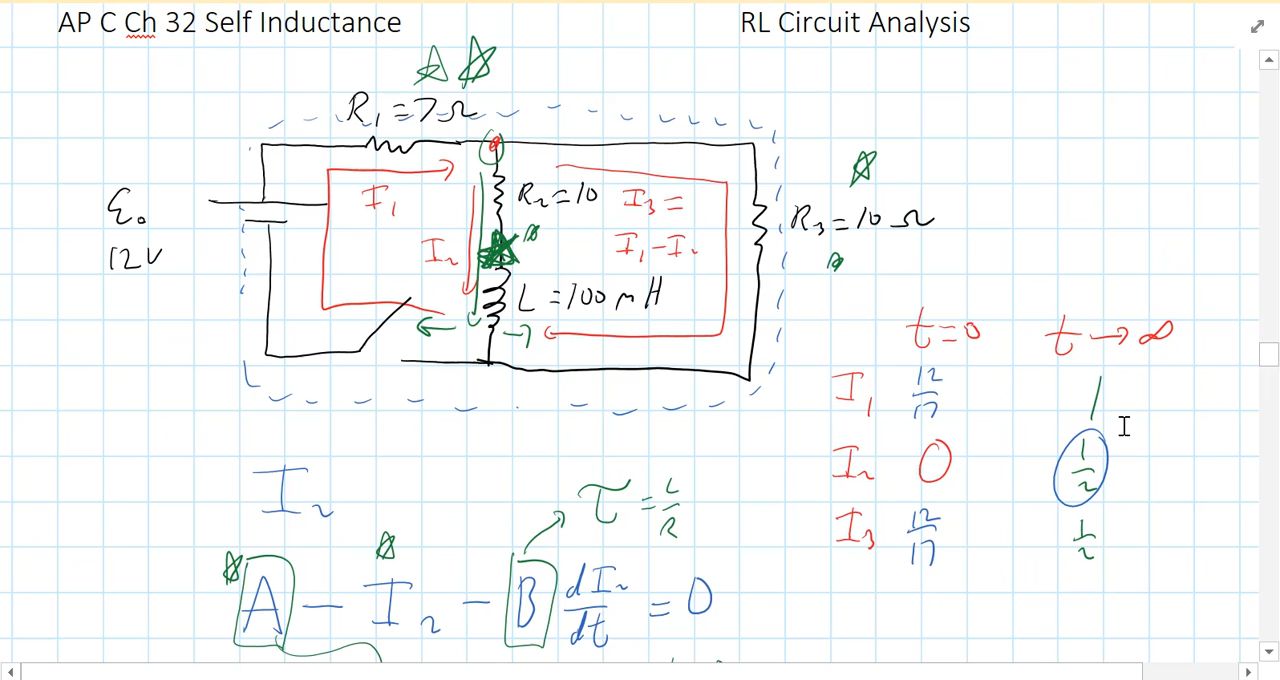 AP C Ch 32 Self Inductance
RL Circuit Analysis
R₁ = 7 Ω
ℰ₀
12V
I₁
I₂
R₂ = 10
L = 100 mH
I₃ =
I₁ - I₂
R₃ = 10 Ω
t = 0 t → ∞
I₁ 12/17 1
I₂ 0 1/2
I₃ 12/17 1/2
I₂
τ = L/R
A - I₂ - B dI₂/dt = 0